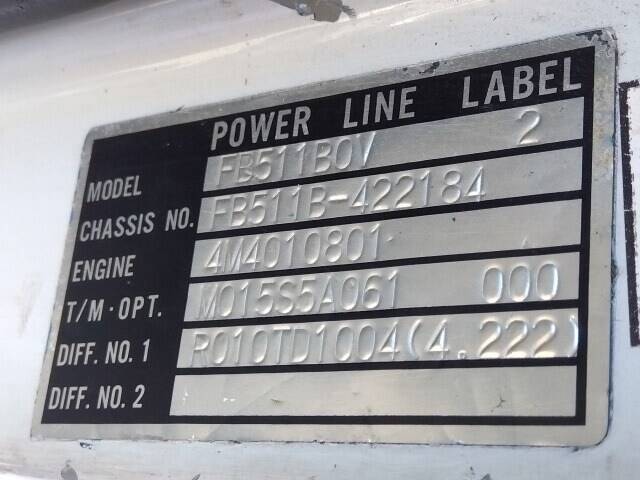 POWER LINE LABEL
MODEL FB511B0V 2
CHASSIS NO. FB511B-422184
ENGINE 4M4010801
T/M·OPT. M015S5A061 000
DIFF. NO. 1 R010TD1004(4.222)
DIFF. NO. 2